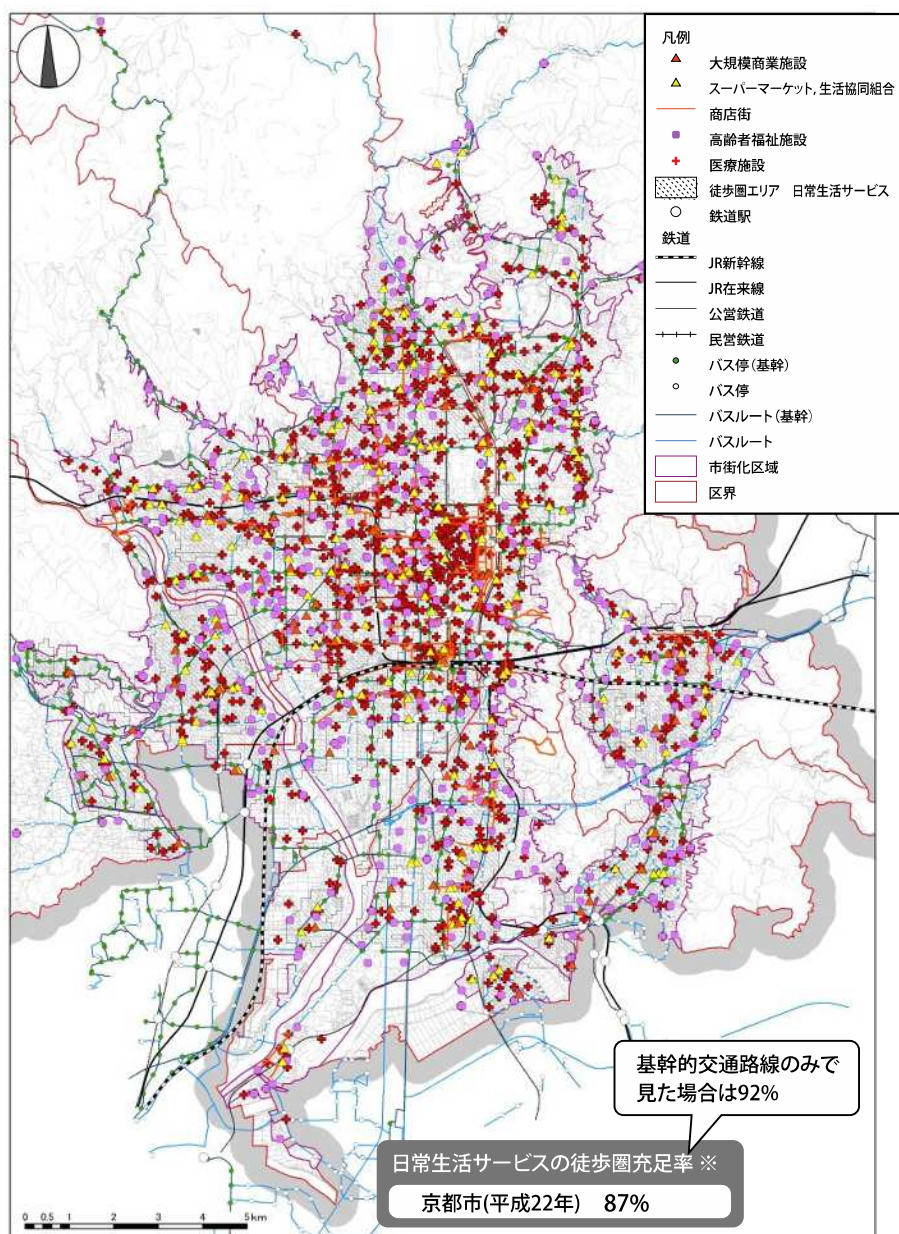 凡例
大規模商業施設
スーパーマーケット，生活協同組合
商店街
高齢者福祉施設
医療施設
徒歩圏エリア　日常生活サービス
鉄道駅
鉄道
JR新幹線
JR在来線
公営鉄道
民営鉄道
バス停（基幹）
バス停
バスルート（基幹）
バスルート
市街化区域
区界
基幹的交通路線のみで
見た場合は92%
日常生活サービスの徒歩圏充足率 ※
京都市(平成22年)　87%
0 0.5 1 2 3 4 5km